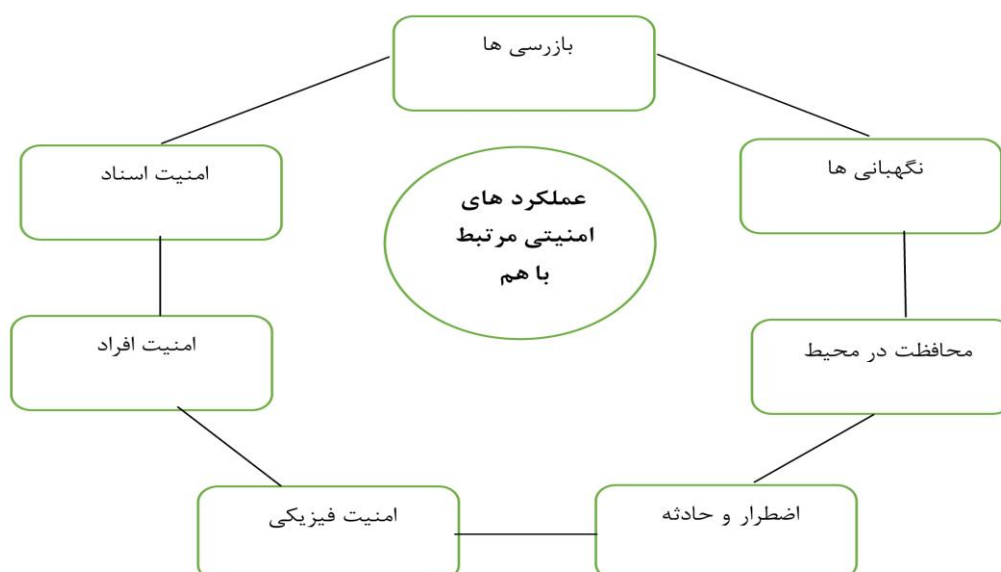 بازرسی ها
نگهبانی ها
امنیت اسناد
عملکرد های
امنیتی مرتبط
با هم
محافظت در محیط
امنیت افراد
اضطرار و حادثه
امنیت فیزیکی